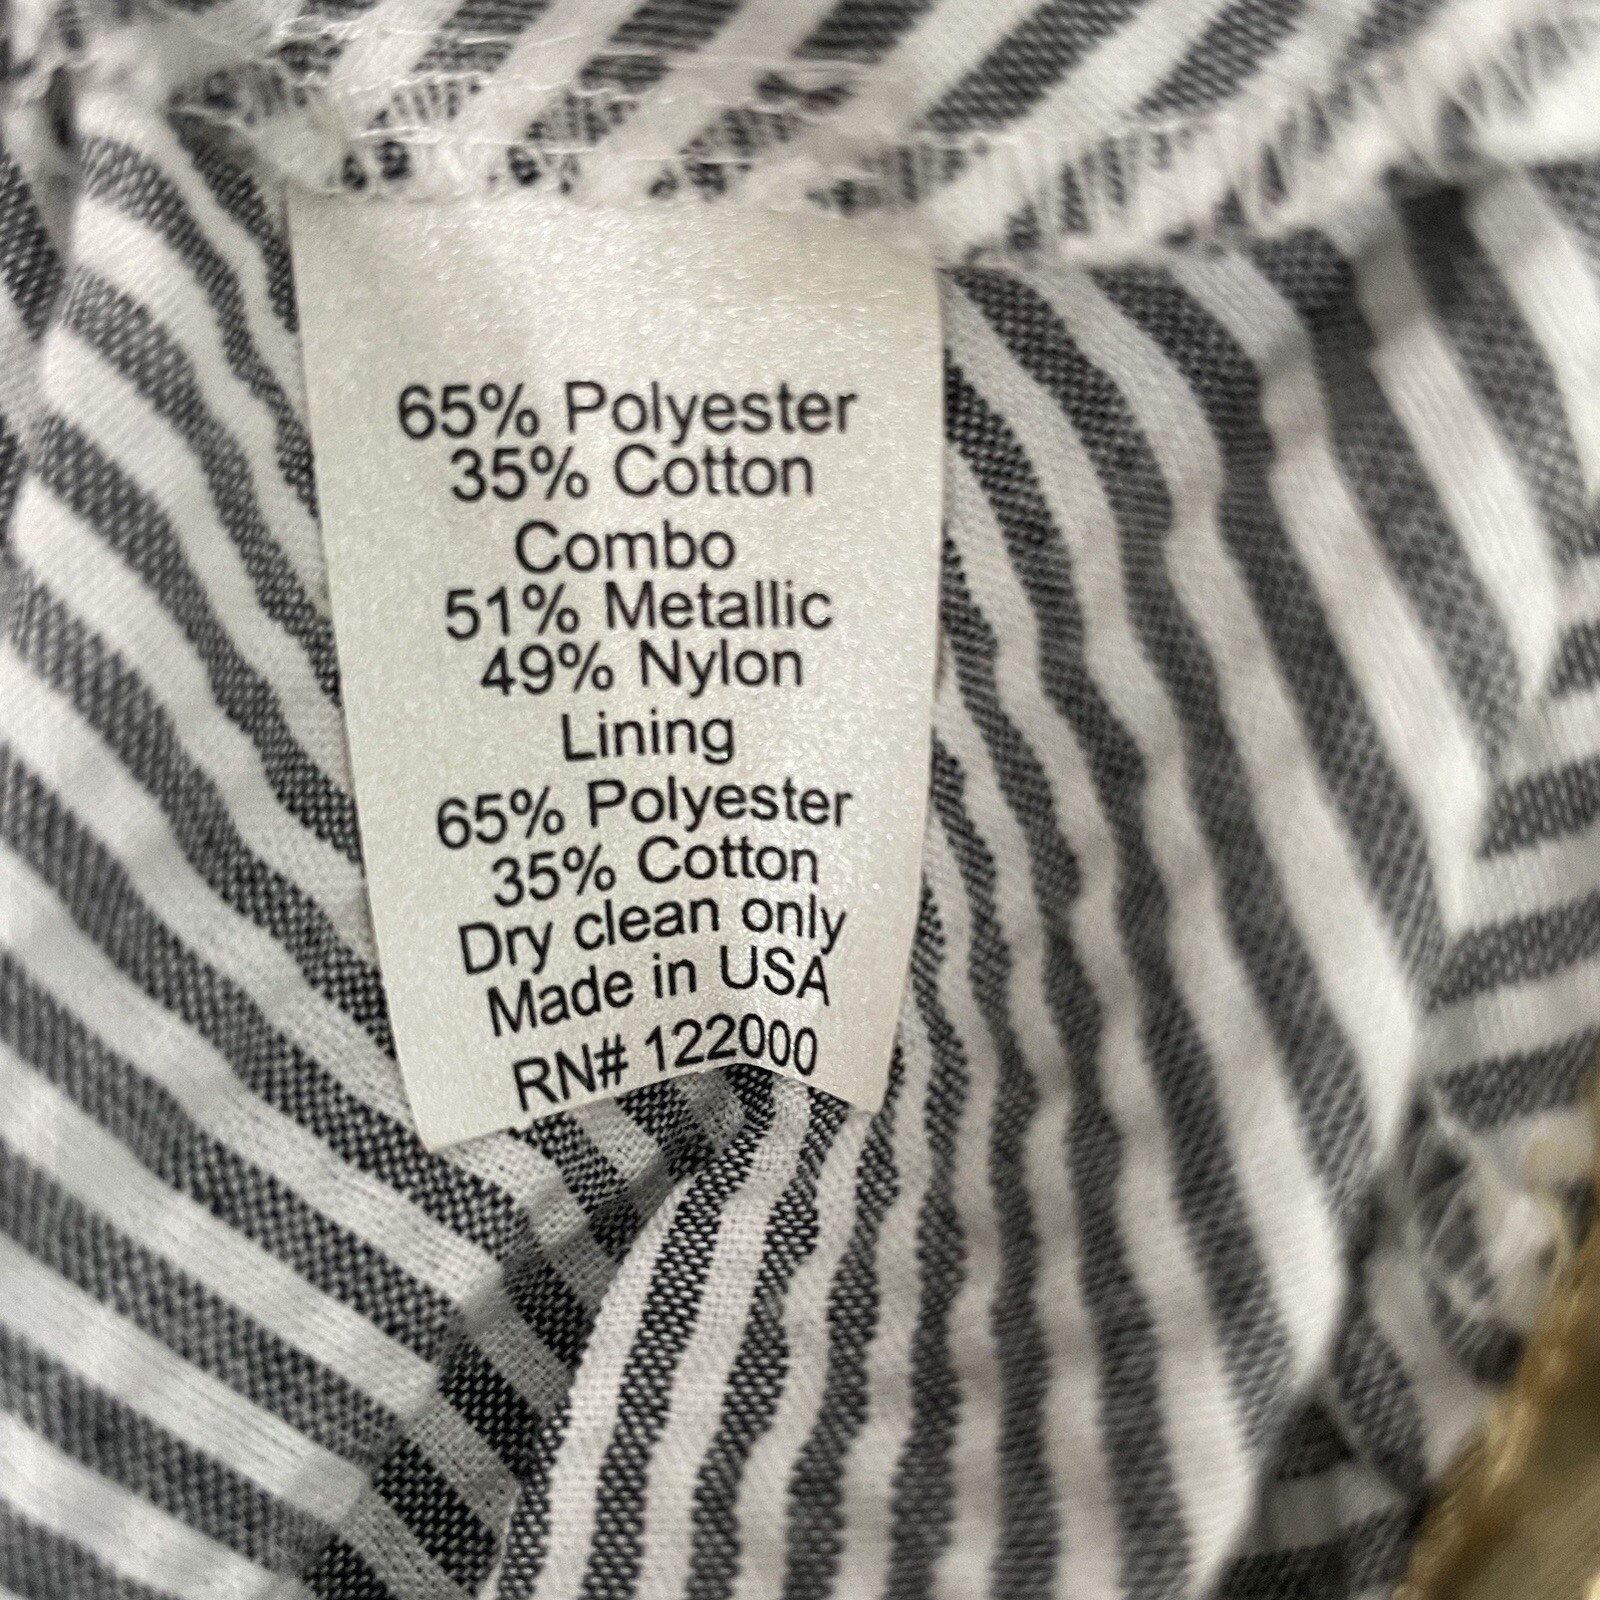 65% Polyester
35% Cotton
Combo
51% Metallic
49% Nylon
Lining
65% Polyester
35% Cotton
Dry clean only
Made in USA
RN# 122000